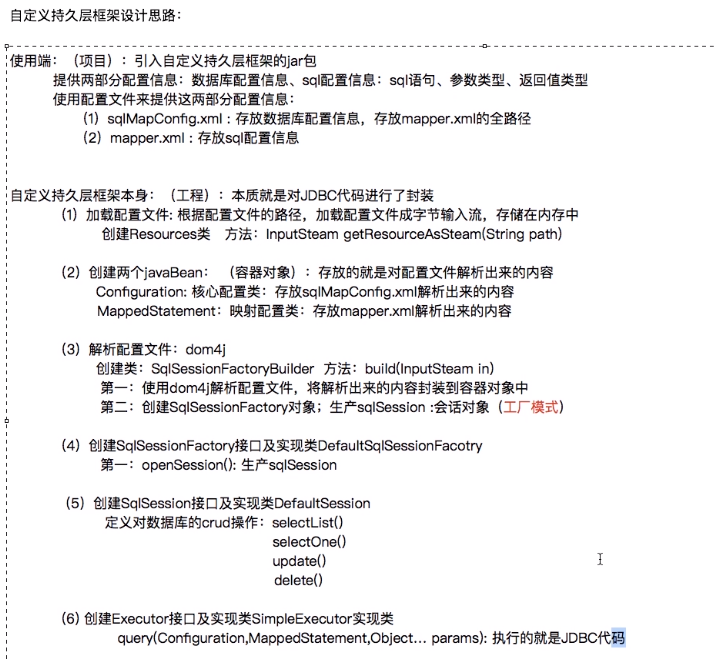 自定义持久层框架设计思路：
使用端：（项目）：引入自定义持久层框架的jar包
提供两部分配置信息：数据库配置信息、sql配置信息：sql语句、参数类型、返回值类型
使用配置文件来提供这两部分配置信息：
（1）sqlMapConfig.xml：存放数据库配置信息，存放mapper.xml的全路径
（2）mapper.xml：存放sql配置信息
自定义持久层框架本身：（工程）：本质就是对JDBC代码进行了封装
（1）加载配置文件: 根据配置文件的路径，加载配置文件成字节输入流，存储在内存中
创建Resources类 方法：InputSteam getResourceAsSteam(String path)
（2）创建两个javaBean：（容器对象）：存放的就是对配置文件解析出来的内容
Configuration: 核心配置类：存放sqlMapConfig.xml解析出来的内容
MappedStatement：映射配置类：存放mapper.xml解析出来的内容
（3）解析配置文件：dom4j
创建类：SqlSessionFactoryBuilder 方法：build(InputSteam in)
第一：使用dom4j解析配置文件，将解析出来的内容封装到容器对象中
第二：创建SqlSessionFactory对象；生产sqlSession :会话对象（工厂模式）
（4）创建SqlSessionFactory接口及实现类DefaultSqlSessionFacotry
第一：openSession(): 生产sqlSession
（5）创建SqlSession接口及实现类DefaultSession
定义对数据库的crud操作：selectList()
selectOne()
update()
delete()
（6) 创建Executor接口及实现类SimpleExecutor实现类
query(Configuration,MappedStatement,Object... params): 执行的就是JDBC代码